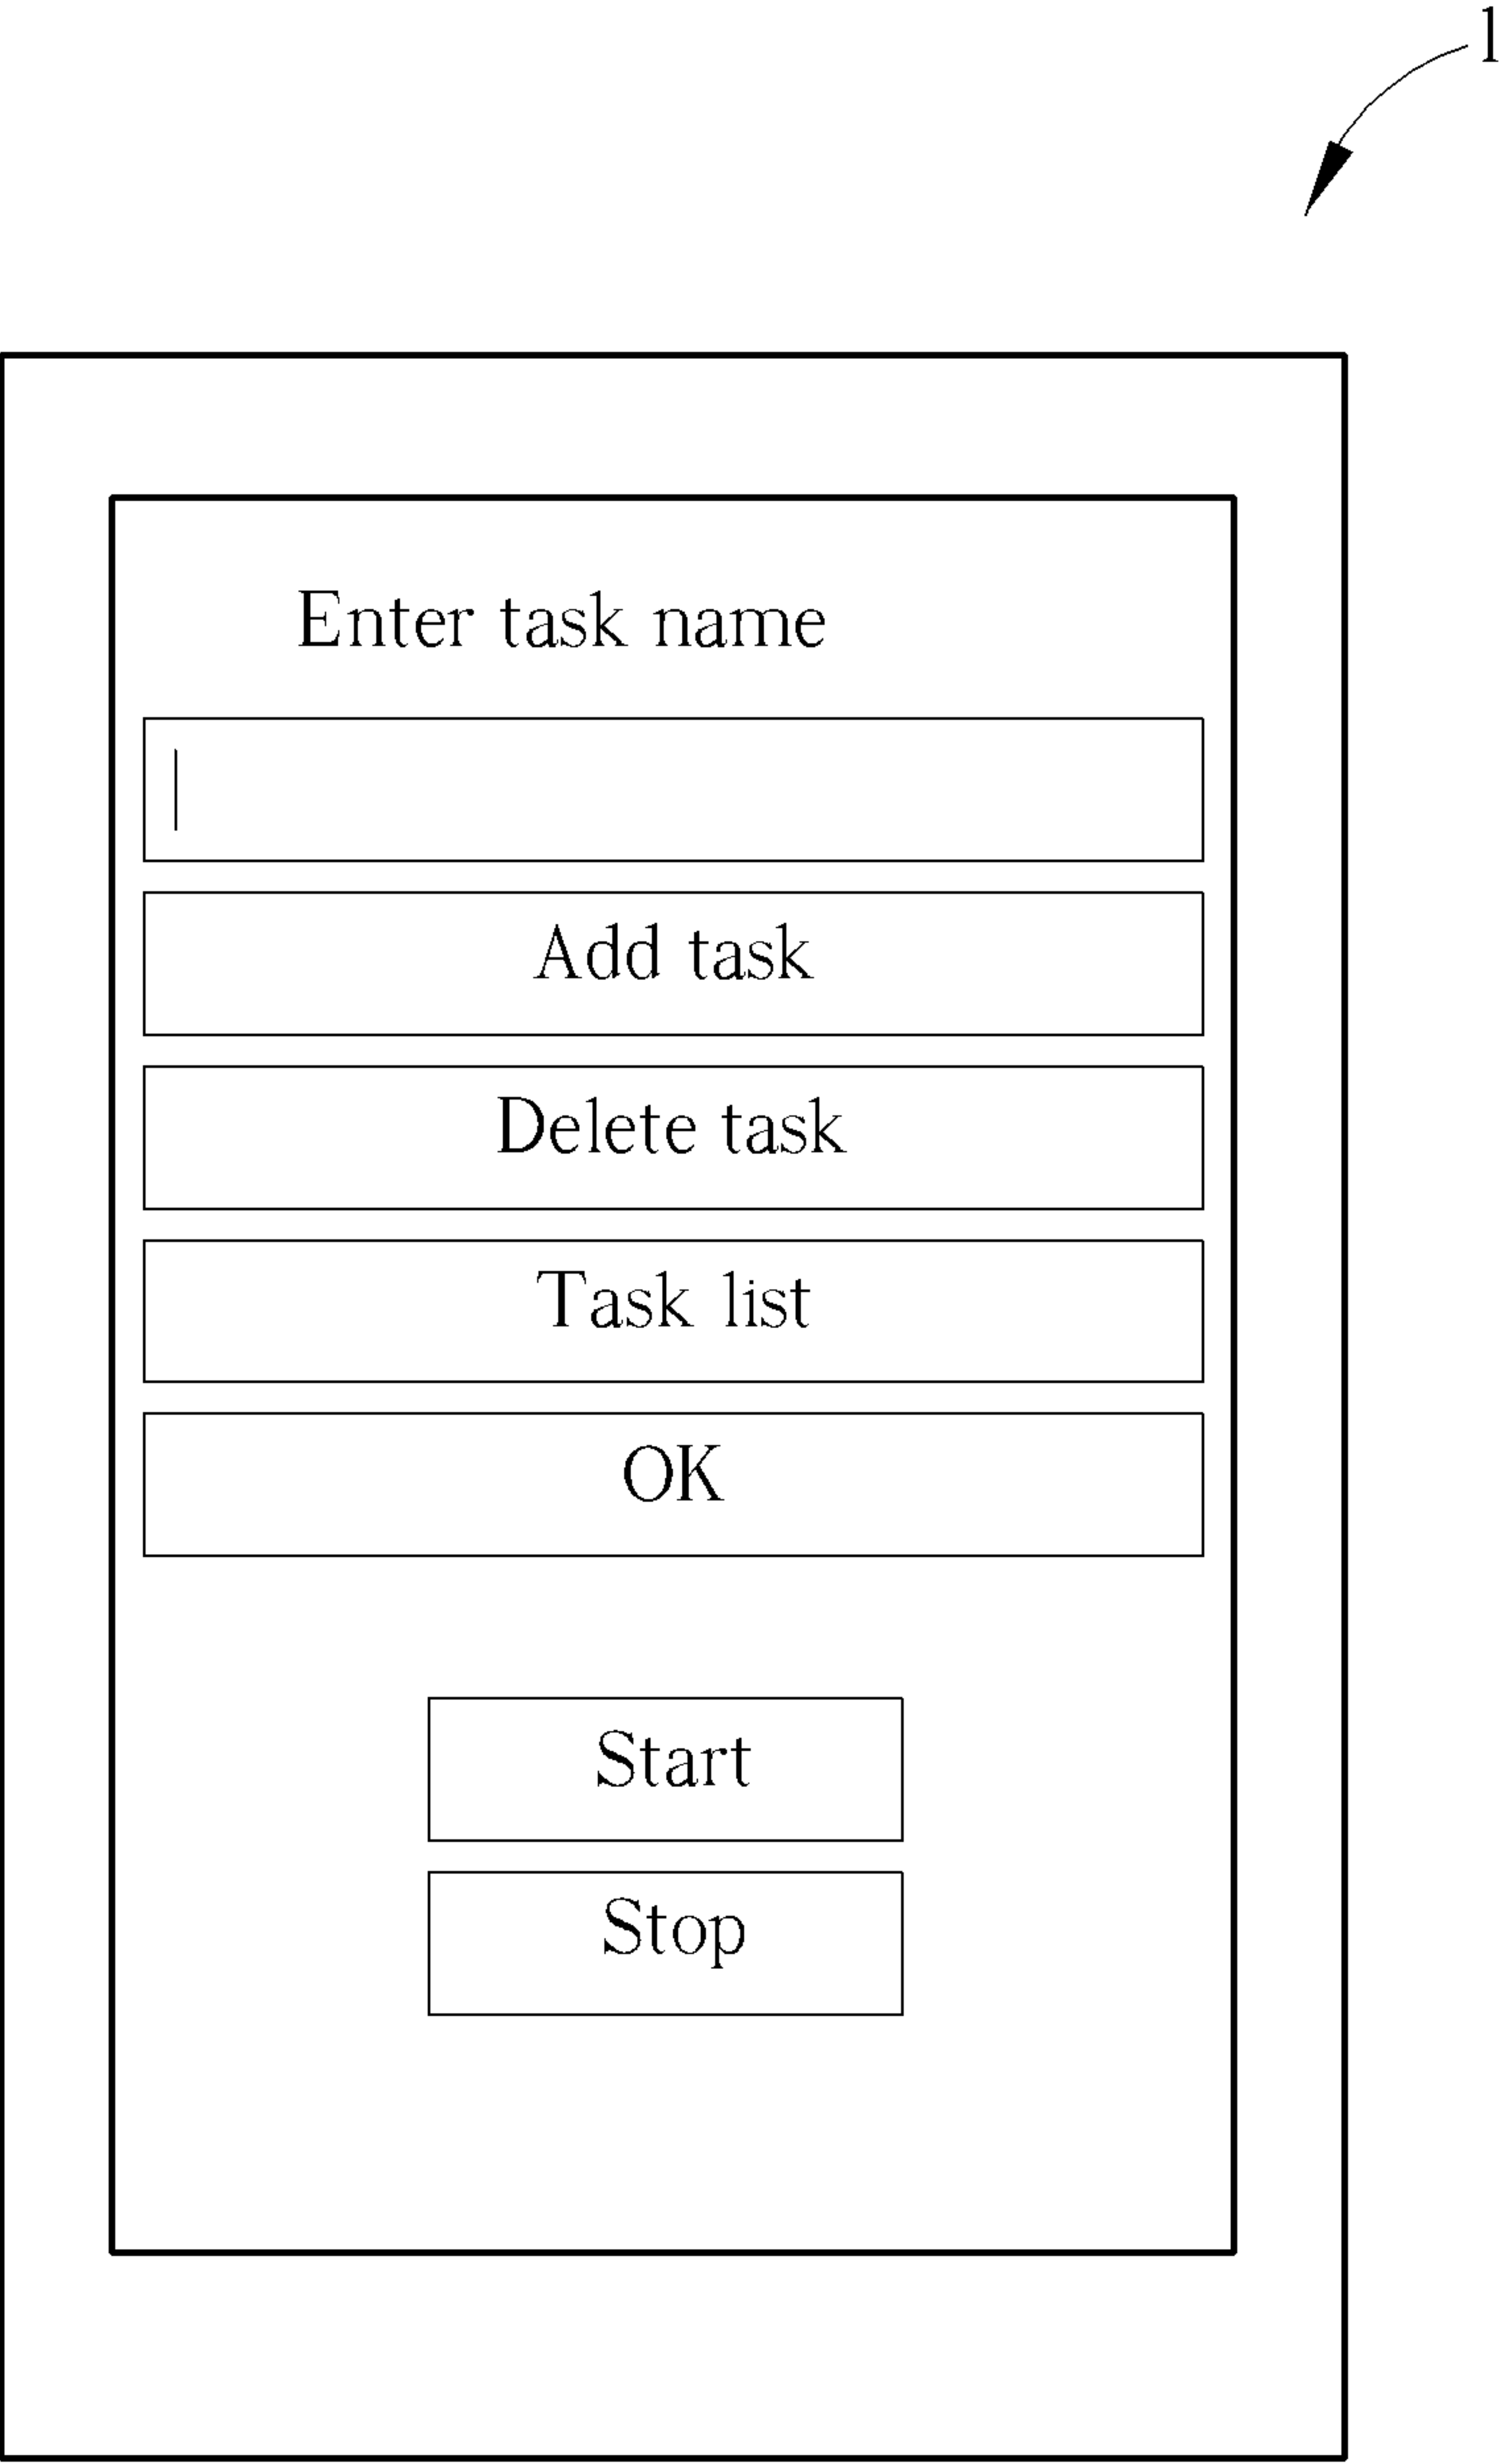 1
Enter task name
Add task
Delete task
Task list
OK
Start
Stop